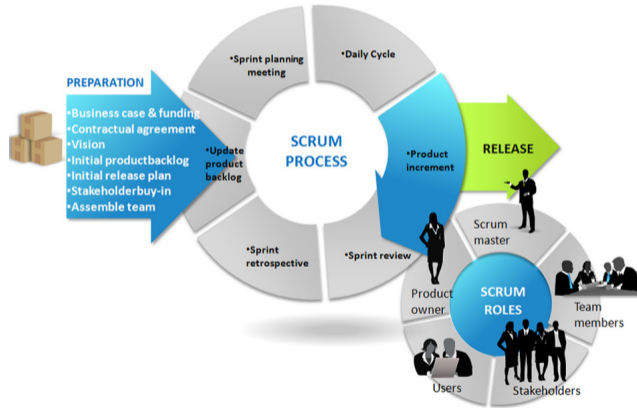 PREPARATION
•Business case & funding
•Contractual agreement
•Vision
•Initial productbacklog
•Initial release plan
•Stakeholderbuy-in
•Assemble team
•Sprint planning
meeting
•Daily Cycle
•Update
product
backlog
SCRUM
PROCESS
•Product
increment
RELEASE
•Sprint
retrospective
•Sprint review
Scrum
master
Product
owner
SCRUM
ROLES
Team
members
Users
Stakeholders